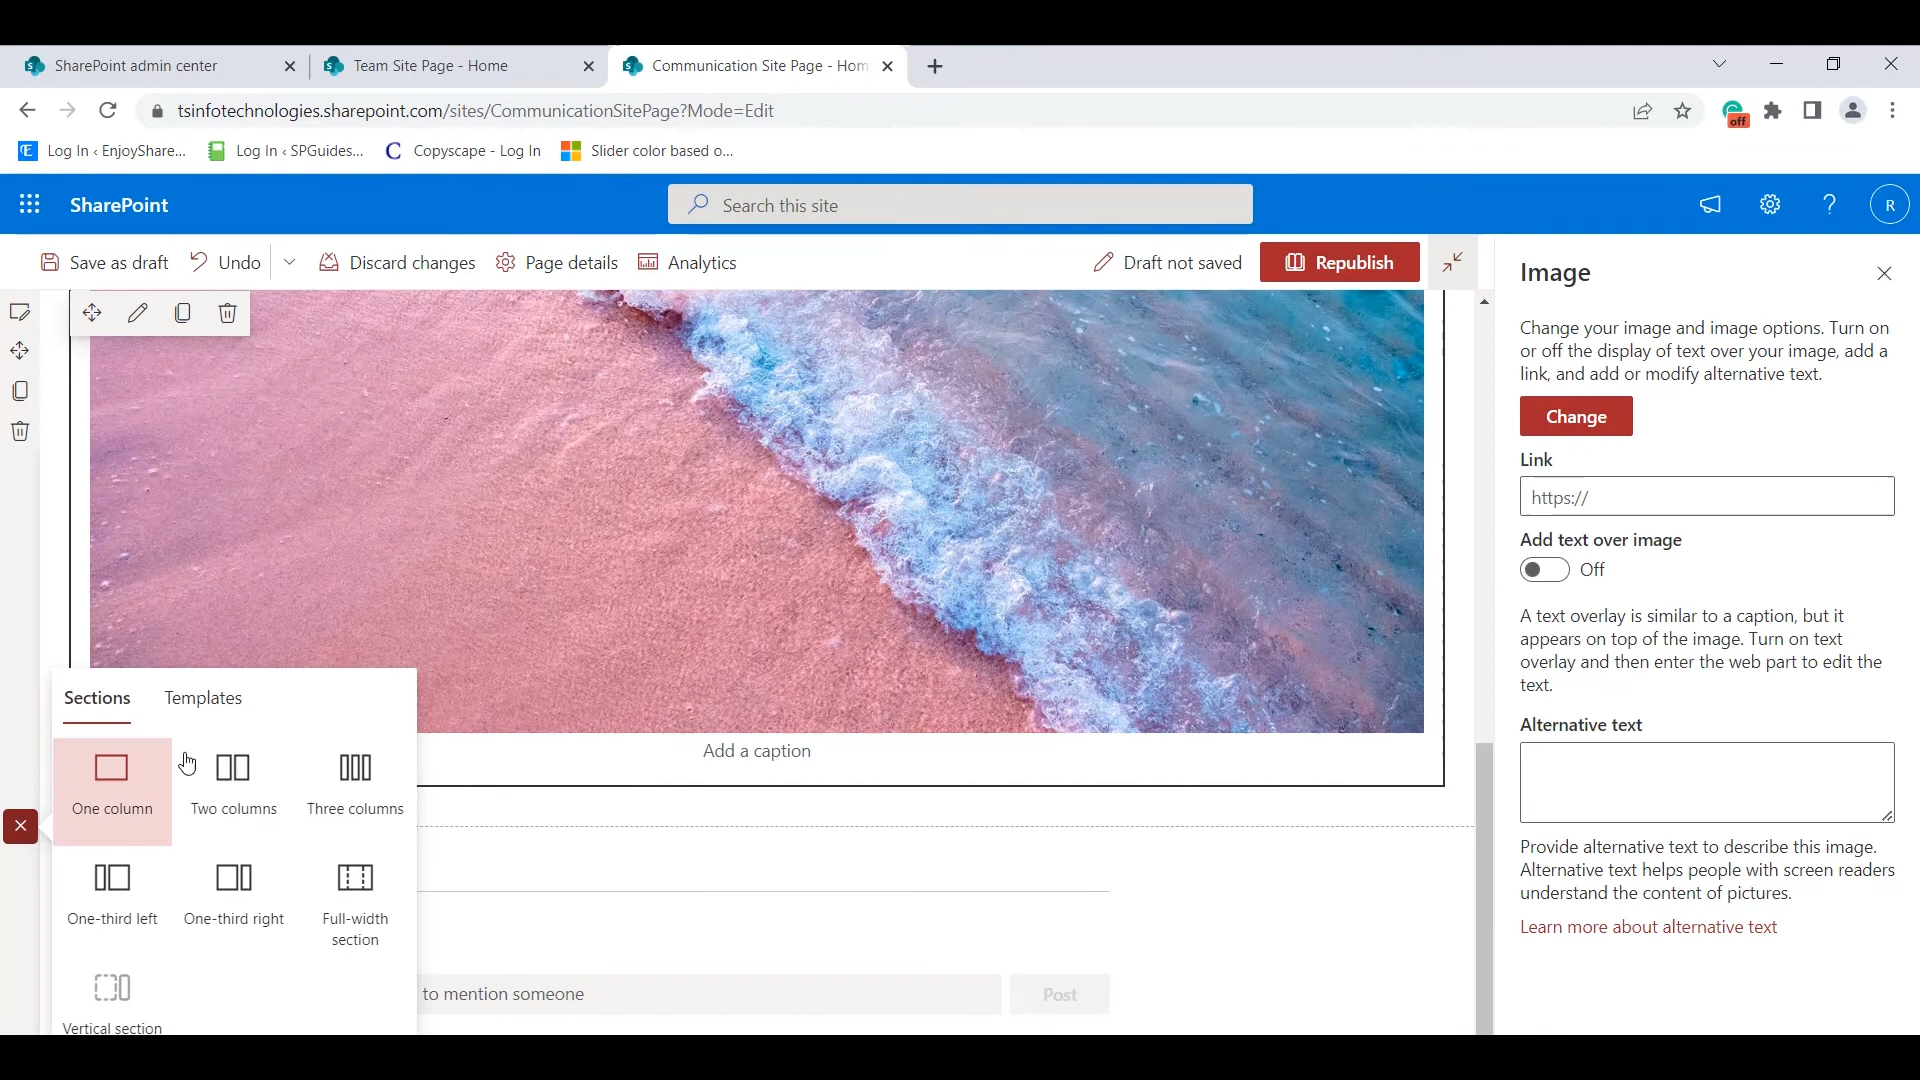 SharePoint admin center
Team Site Page - Home
Communication Site Page - Hom
tsinfotechnologies.sharepoint.com/sites/CommunicationSitePage?Mode=Edit
off
Log In ‹ EnjoyShare...
Log In ‹ SPGuides...
Copyscape - Log In
Slider color based o...
SharePoint
Search this site
R
Save as draft
Undo
Discard changes
Page details
Analytics
Draft not saved
Republish
Image
Change your image and image options. Turn on
or off the display of text over your image, add a
link, and add or modify alternative text.
Change
Link
https://
Add text over image
Off
A text overlay is similar to a caption, but it
appears on top of the image. Turn on text
overlay and then enter the web part to edit the
text.
Alternative text
Provide alternative text to describe this image.
Alternative text helps people with screen readers
understand the content of pictures.
Learn more about alternative text
Sections
Templates
One column
Two columns
Three columns
One-third left
One-third right
Full-width
section
Vertical section
Add a caption
to mention someone
Post